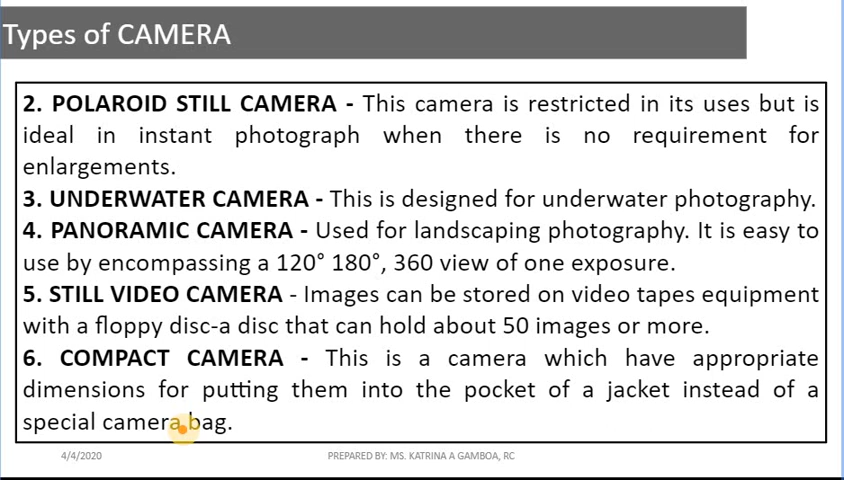 Types of CAMERA
2. POLAROID STILL CAMERA - This camera is restricted in its uses but is
ideal in instant photograph when there is no requirement for
enlargements.
3. UNDERWATER CAMERA - This is designed for underwater photography.
4. PANORAMIC CAMERA - Used for landscaping photography. It is easy to
use by encompassing a 120° 180°, 360 view of one exposure.
5. STILL VIDEO CAMERA - Images can be stored on video tapes equipment
with a floppy disc-a disc that can hold about 50 images or more.
6. COMPACT CAMERA - This is a camera which have appropriate
dimensions for putting them into the pocket of a jacket instead of a
special camera bag.
4/4/2020
PREPARED BY: MS. KATRINA A GAMBOA, RC